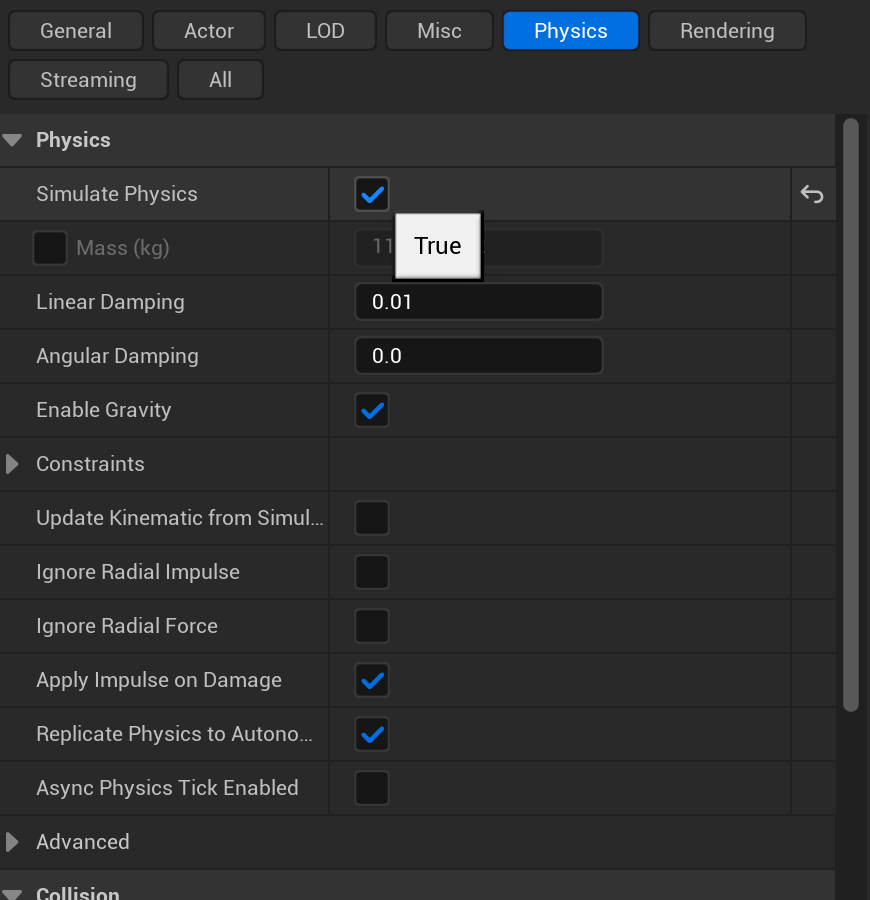 General Actor LOD Misc Physics Rendering
Streaming All
Physics
Simulate Physics
Mass (kg)
True
Linear Damping 0.01
Angular Damping 0.0
Enable Gravity
Constraints
Update Kinematic from Simul...
Ignore Radial Impulse
Ignore Radial Force
Apply Impulse on Damage
Replicate Physics to Autono...
Async Physics Tick Enabled
Advanced
Collision